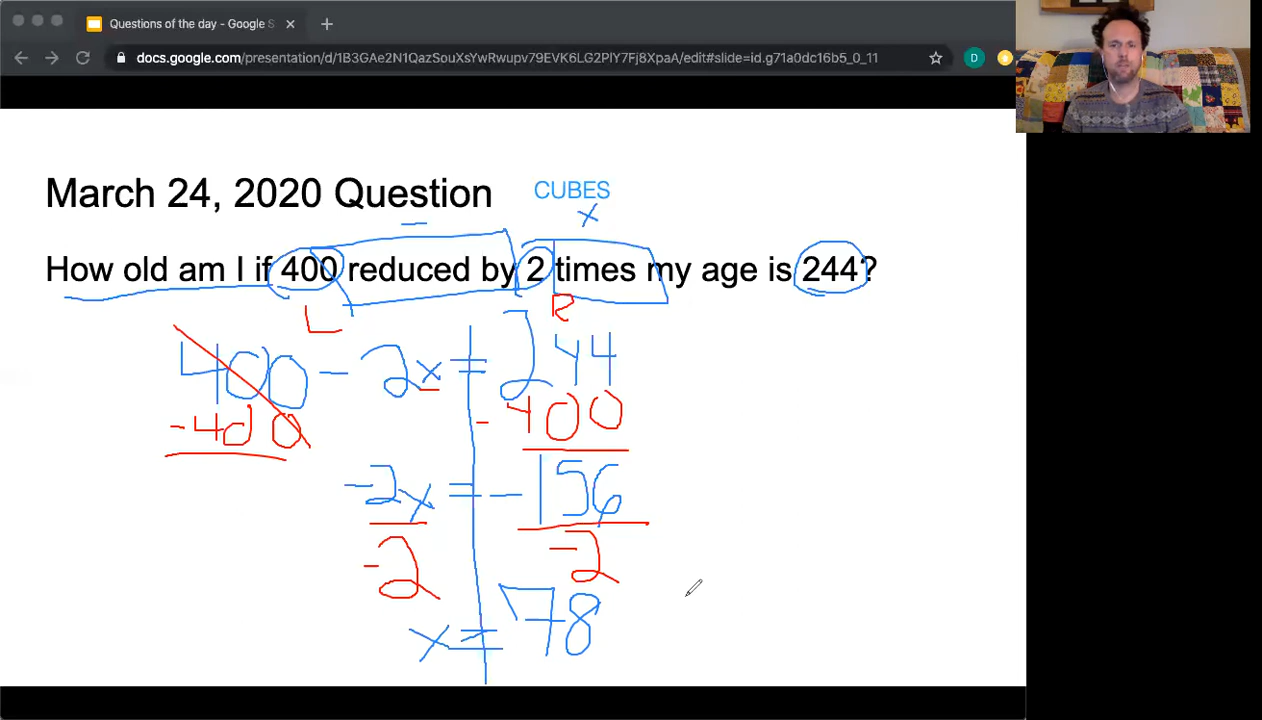 Questions of the day - Google S
docs.google.com/presentation/d/1B3GAe2N1QazSouXsYwRwupv79EVK6LG2PlY7Fj8XpaA/edit#slide=id.g71a0dc16b5_0_11
D
March 24, 2020 Question
CUBES
- x
How old am I if 400 reduced by 2 times my age is 244?
L R
400 - 2x = 244
-400 - 400
-2x = -156
-2 -2
x = 78